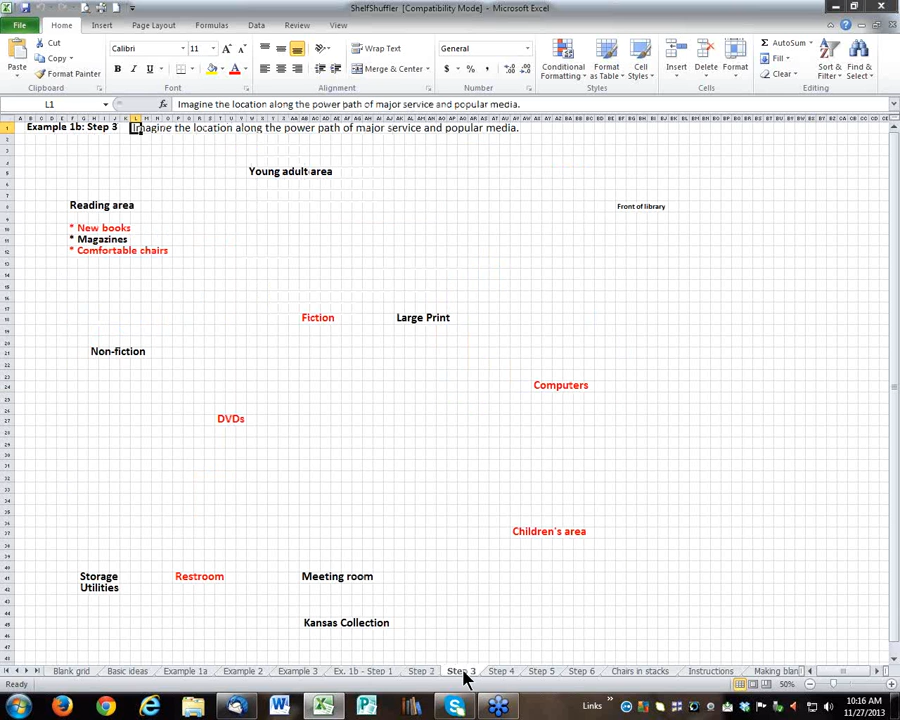 ShelfShuffler [Compatibility Mode] - Microsoft Excel
File Home Insert Page Layout Formulas Data Review View
Paste
Cut
Copy
Format Painter
Clipboard
Calibri 11
B I U
Font
Wrap Text
Merge & Center
Alignment
General
$ % ,
Number
Conditional Formatting
Format as Table
Cell Styles
Styles
Insert Delete Format
Cells
AutoSum
Fill
Clear
Sort & Filter
Find & Select
Editing
L1 fx Imagine the location along the power path of major service and popular media.
Example 1b: Step 3 Imagine the location along the power path of major service and popular media.
Young adult area
Reading area
Front of library
* New books
* Magazines
* Comfortable chairs
Fiction Large Print
Non-fiction
Computers
DVDs
Children's area
Storage Restroom Meeting room
Utilities
Kansas Collection
Blank grid Basic ideas Example 1a Example 2 Example 3 Ex. 1b - Step 1 Step 2 Step 3 Step 4 Step 5 Step 6 Chairs in stacks Instructions Making blan
Ready 50%
Links
10:16 AM
11/27/2013